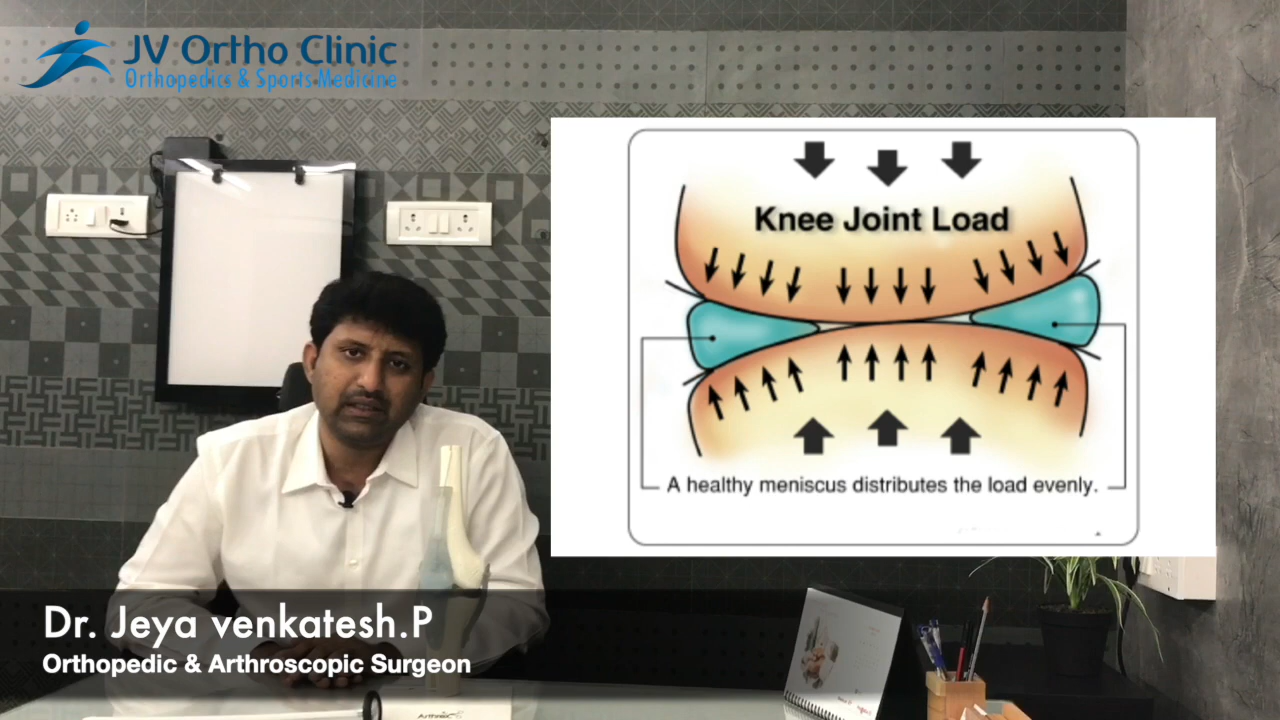 JV Ortho Clinic
Orthopedics & Sports Medicine
Knee Joint Load
A healthy meniscus distributes the load evenly.
Dr. Jeya venkatesh.P
Orthopedic & Arthroscopic Surgeon
Arthrex